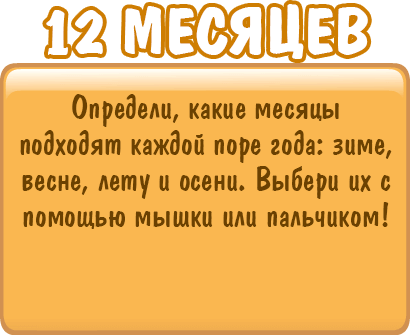 12 МЕСЯЦЕВ
Определи, какие месяцы
подходят каждой поре года: зиме,
весне, лету и осени. Выбери их с
помощью мышки или пальчиком!